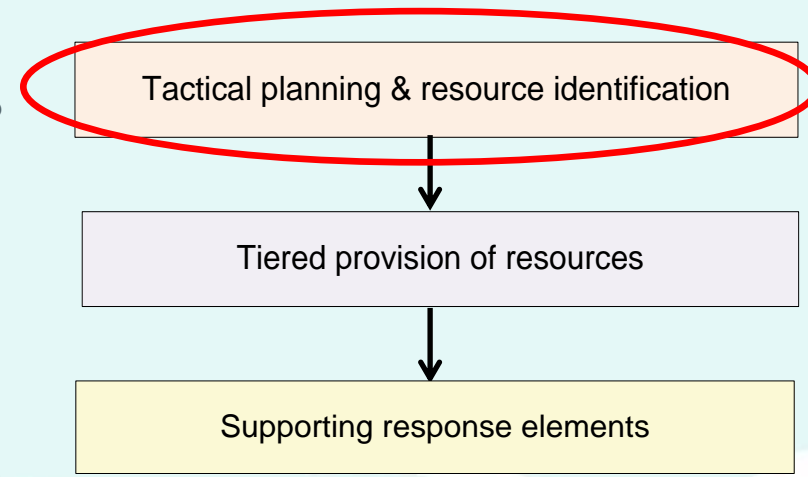 Tactical planning & resource identification
Tiered provision of resources
Supporting response elements